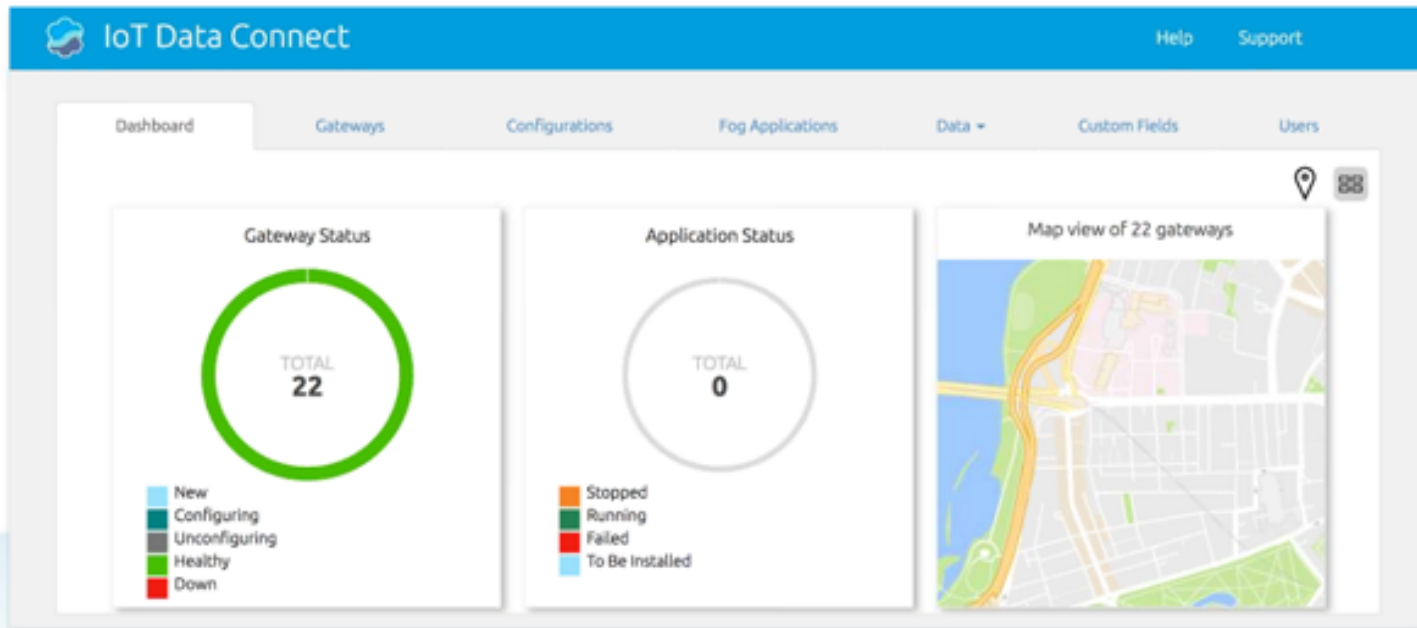 IoT Data Connect
Help Support
Dashboard Gateways Configurations Fog Applications Data Custom Fields Users
Gateway Status
TOTAL
22
New
Configuring
Unconfiguring
Healthy
Down
Application Status
TOTAL
0
Stopped
Running
Failed
To Be Installed
Map view of 22 gateways